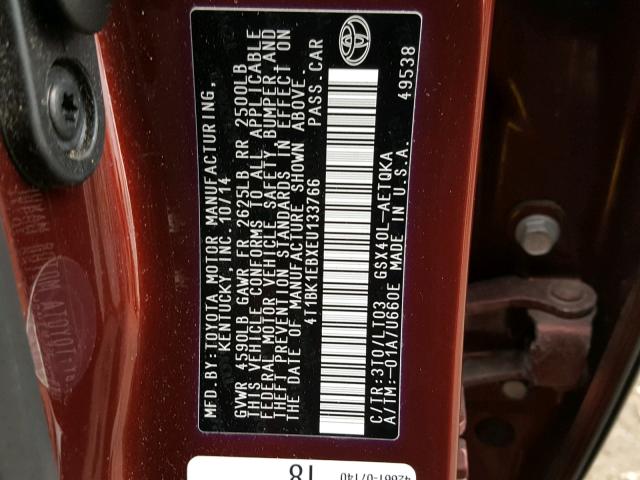 MFD. BY:TOYOTA MOTOR MANUFACTURING,
KENTUCKY, INC. 10/14
GVWR 4590LB GAWR FR 2625LB RR 2500LB
THIS VEHICLE CONFORMS TO ALL APPLICABLE
FEDERAL MOTOR VEHICLE SAFETY, BUMPER AND
THEFT PREVENTION STANDARDS IN EFFECT ON
THE DATE OF MANUFACTURE SHOWN ABOVE.
4T1BK1EBXEU133766 PASS. CAR
C/TR:3T0/LT03 GSX40L-AETQKA
A/TM:-01A/U660E MADE IN U.S.A.
49538
42661-07140
18